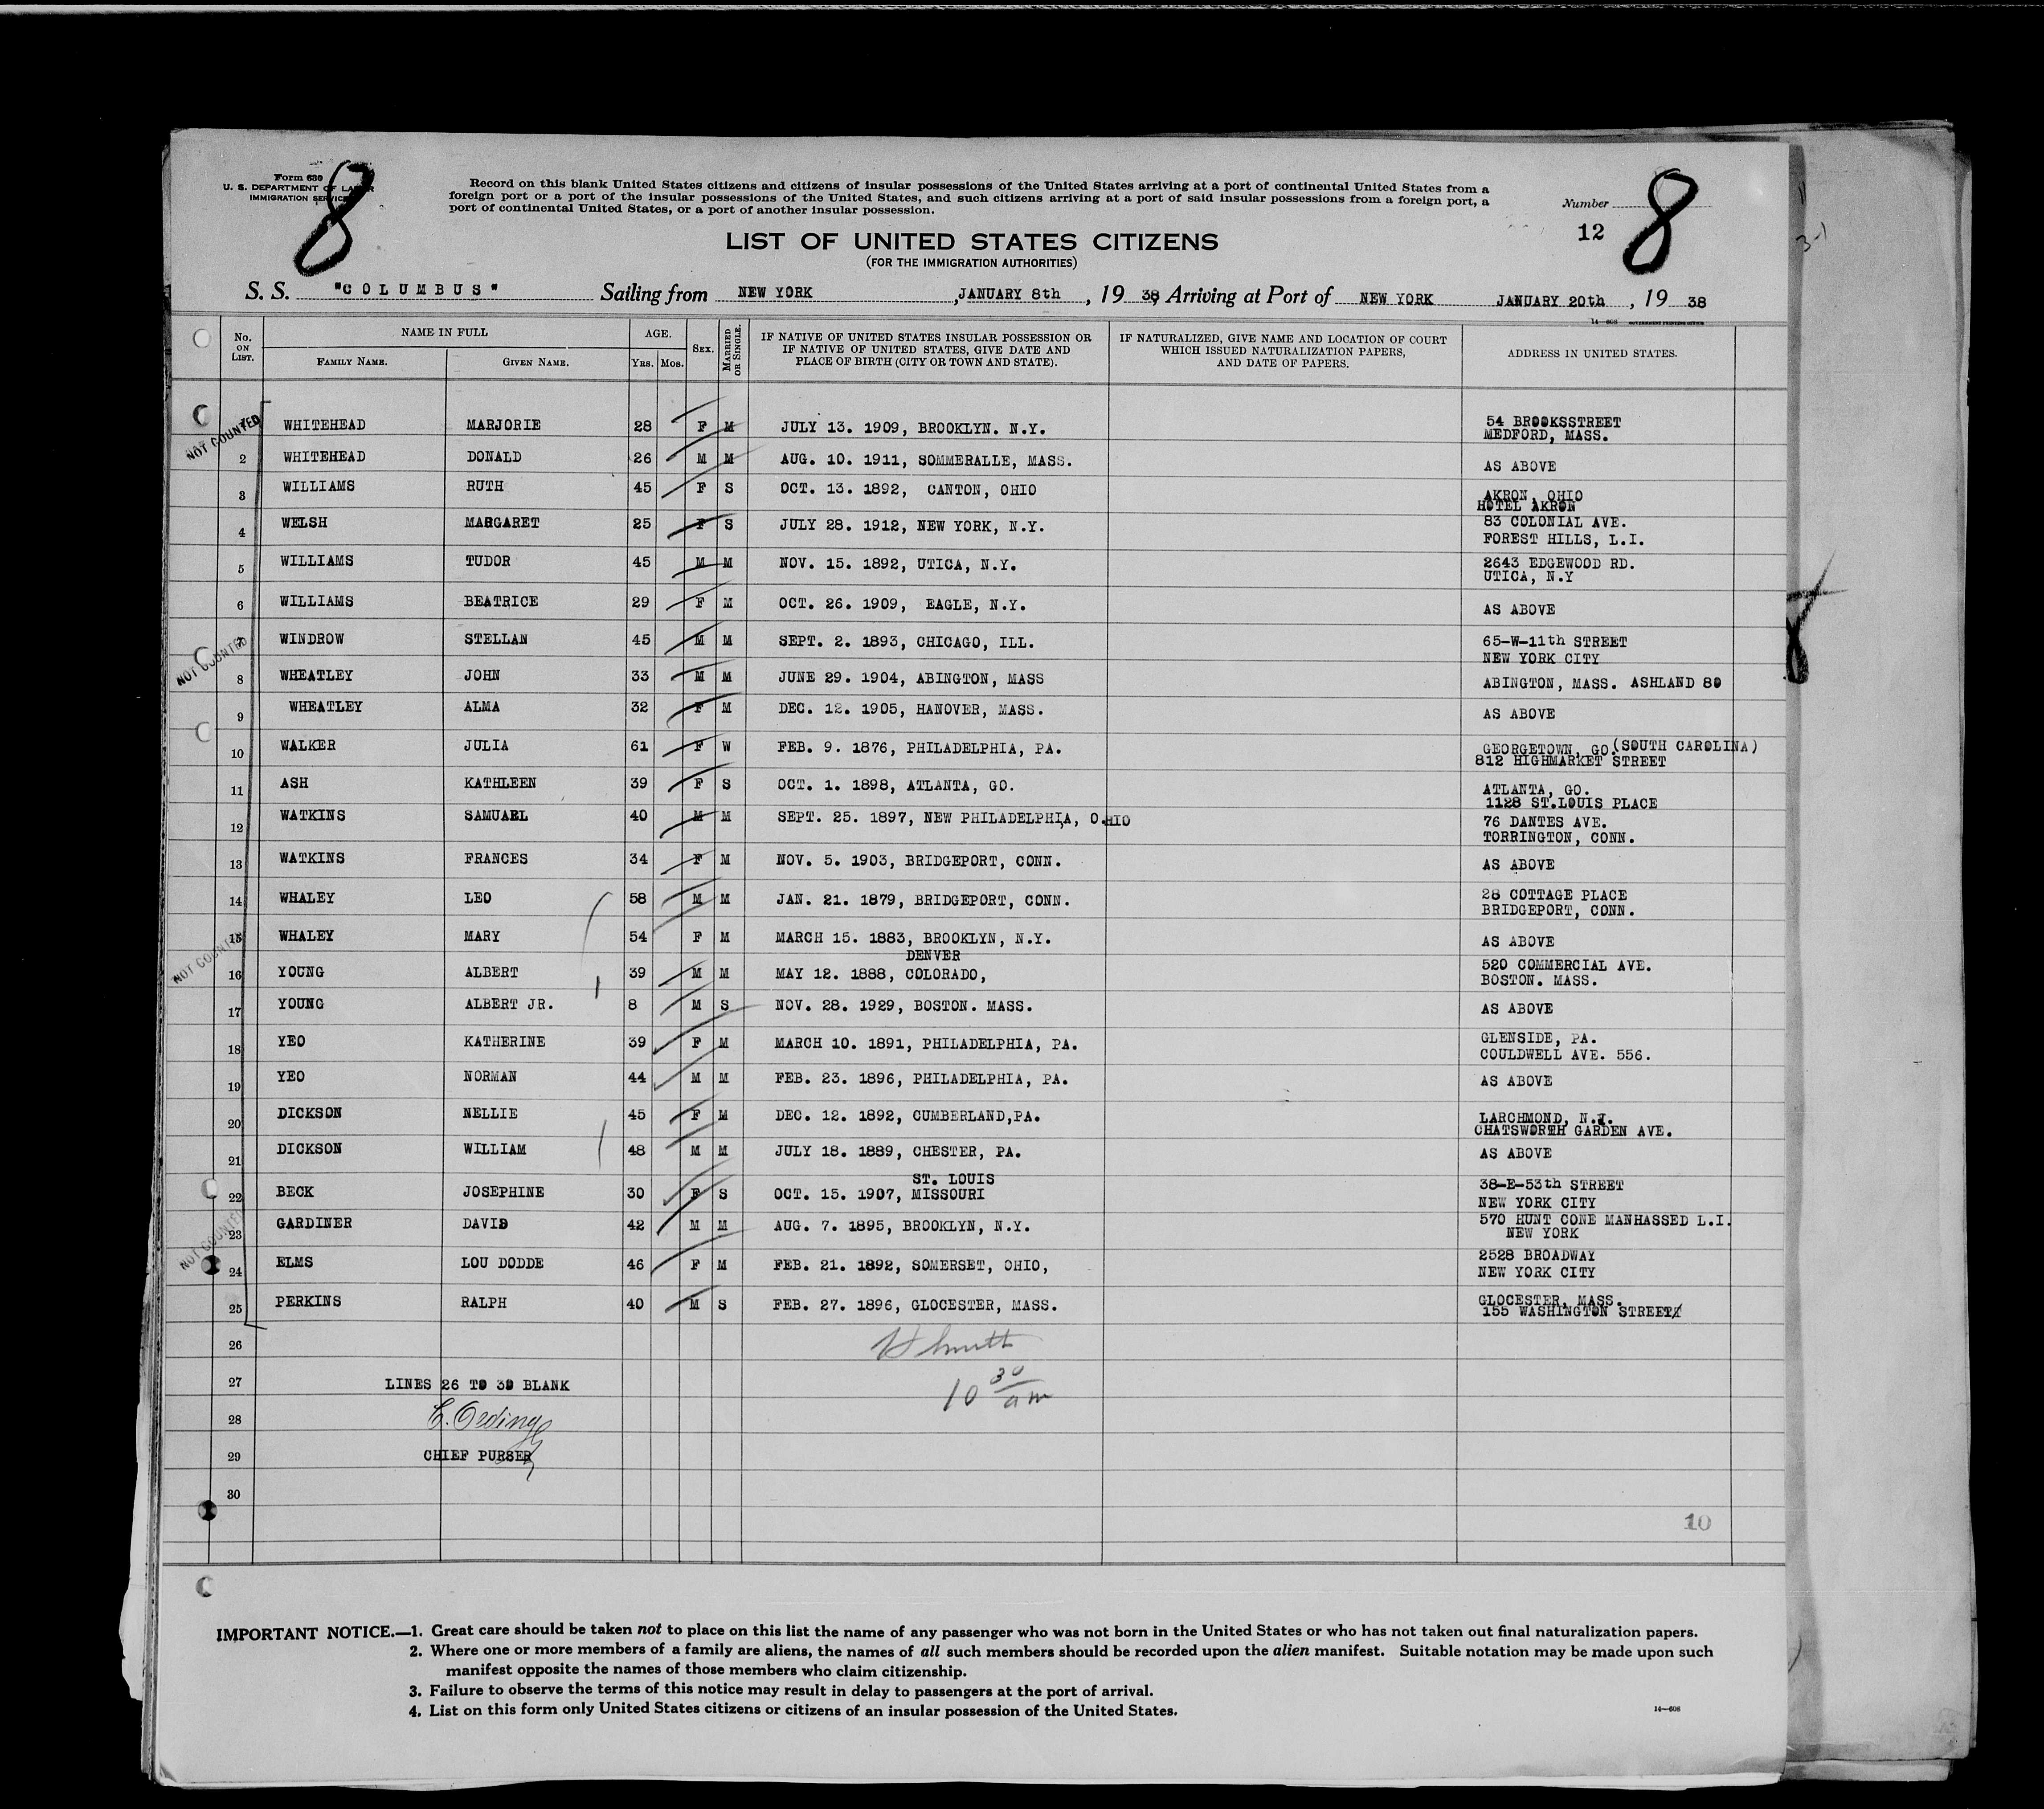 Form 630
U. S. DEPARTMENT OF LABOR
IMMIGRATION SERVICE
8
Record on this blank United States citizens and citizens of insular possessions of the United States arriving at a port of continental United States from a
foreign port or a port of the insular possessions of the United States, and such citizens arriving at a port of said insular possessions from a foreign port, a
port of continental United States, or a port of another insular possession.
Number
12
8
3-1
LIST OF UNITED STATES CITIZENS
(FOR THE IMMIGRATION AUTHORITIES)
S. S. "COLUMBUS" Sailing from NEW YORK, JANUARY 8th, 19 38, Arriving at Port of NEW YORK JANUARY 20th, 19 38
14—608 GOVERNMENT PRINTING OFFICE
No. ON LIST. NAME IN FULL FAMILY NAME. GIVEN NAME. AGE. YRS. MOS. SEX. MARRIED OR SINGLE. IF NATIVE OF UNITED STATES INSULAR POSSESSION OR IF NATIVE OF UNITED STATES, GIVE DATE AND PLACE OF BIRTH (CITY OR TOWN AND STATE). IF NATURALIZED, GIVE NAME AND LOCATION OF COURT WHICH ISSUED NATURALIZATION PAPERS, AND DATE OF PAPERS. ADDRESS IN UNITED STATES.
NOT COUNTED
1 WHITEHEAD MARJORIE 28 F M JULY 13. 1909, BROOKLYN. N.Y. 54 BROOKSSTREET
MEDFORD, MASS.
2 WHITEHEAD DONALD 26 M M AUG. 10. 1911, SOMMERALLE, MASS. AS ABOVE
3 WILLIAMS RUTH 45 F S OCT. 13. 1892, CANTON, OHIO AKRON, OHIO
HOTEL AKRON
4 WELSH MARGARET 25 F S JULY 28. 1912, NEW YORK, N.Y. 83 COLONIAL AVE.
FOREST HILLS, L.I.
5 WILLIAMS TUDOR 45 M M NOV. 15. 1892, UTICA, N.Y. 2643 EDGEWOOD RD.
UTICA, N.Y
6 WILLIAMS BEATRICE 29 F M OCT. 26. 1909, EAGLE, N.Y. AS ABOVE
NOT COUNTED
7 WINDROW STELLAN 45 M M SEPT. 2. 1893, CHICAGO, ILL. 65-W-11th STREET
NEW YORK CITY
8 WHEATLEY JOHN 33 M M JUNE 29. 1904, ABINGTON, MASS ABINGTON, MASS. ASHLAND 80
9 WHEATLEY ALMA 32 F M DEC. 12. 1905, HANOVER, MASS. AS ABOVE
10 WALKER JULIA 61 F W FEB. 9. 1876, PHILADELPHIA, PA. GEORGETOWN, GO. (SOUTH CAROLINA)
812 HIGHMARKET STREET
11 ASH KATHLEEN 39 F S OCT. 1. 1898, ATLANTA, GO. ATLANTA, GO.
1128 ST.LOUIS PLACE
12 WATKINS SAMUAEL 40 M M SEPT. 25. 1897, NEW PHILADELPHIA, OHIO 76 DANTES AVE.
TORRINGTON, CONN.
13 WATKINS FRANCES 34 F M NOV. 5. 1903, BRIDGEPORT, CONN. AS ABOVE
14 WHALEY LEO 58 M M JAN. 21. 1879, BRIDGEPORT, CONN. 28 COTTAGE PLACE
BRIDGEPORT, CONN.
NOT COUNTED
15 WHALEY MARY 54 F M MARCH 15. 1883, BROOKLYN, N.Y. AS ABOVE
DENVER
16 YOUNG ALBERT 39 M M MAY 12. 1888, COLORADO, 520 COMMERCIAL AVE.
BOSTON. MASS.
17 YOUNG ALBERT JR. 8 M S NOV. 28. 1929, BOSTON. MASS. AS ABOVE
18 YEO KATHERINE 39 F M MARCH 10. 1891, PHILADELPHIA, PA. GLENSIDE, PA.
COULDWELL AVE. 556.
19 YEO NORMAN 44 M M FEB. 23. 1896, PHILADELPHIA, PA. AS ABOVE
20 DICKSON NELLIE 45 F M DEC. 12. 1892, CUMBERLAND,PA. LARCHMOND, N.Y.
CHATSWORTH GARDEN AVE.
21 DICKSON WILLIAM 48 M M JULY 18. 1889, CHESTER, PA. AS ABOVE
ST. LOUIS
22 BECK JOSEPHINE 30 F S OCT. 15. 1907, MISSOURI 38-E-53th STREET
NEW YORK CITY
NOT COUNTED
23 GARDINER DAVID 42 M M AUG. 7. 1895, BROOKLYN, N.Y. 570 HUNT CONE MANHASSED L.I.
NEW YORK
24 ELMS LOU DODDE 46 F M FEB. 21. 1892, SOMERSET, OHIO, 2528 BROADWAY
NEW YORK CITY
25 PERKINS RALPH 40 M S FEB. 27. 1896, GLOCESTER, MASS. GLOCESTER, MASS.
155 WASHINGTON STREET
26
27 LINES 26 TO 30 BLANK
10 30 am
28
29 CHIEF PURSER
30
10
IMPORTANT NOTICE.—1. Great care should be taken not to place on this list the name of any passenger who was not born in the United States or who has not taken out final naturalization papers.
2. Where one or more members of a family are aliens, the names of all such members should be recorded upon the alien manifest. Suitable notation may be made upon such
manifest opposite the names of those members who claim citizenship.
3. Failure to observe the terms of this notice may result in delay to passengers at the port of arrival.
4. List on this form only United States citizens or citizens of an insular possession of the United States.
14—608